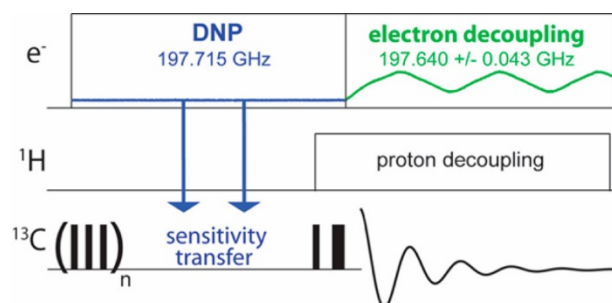 DNP
electron decoupling
e-
197.715 GHz
197.640 +/- 0.043 GHz
1H
proton decoupling
13C
( )n
sensitivity
transfer